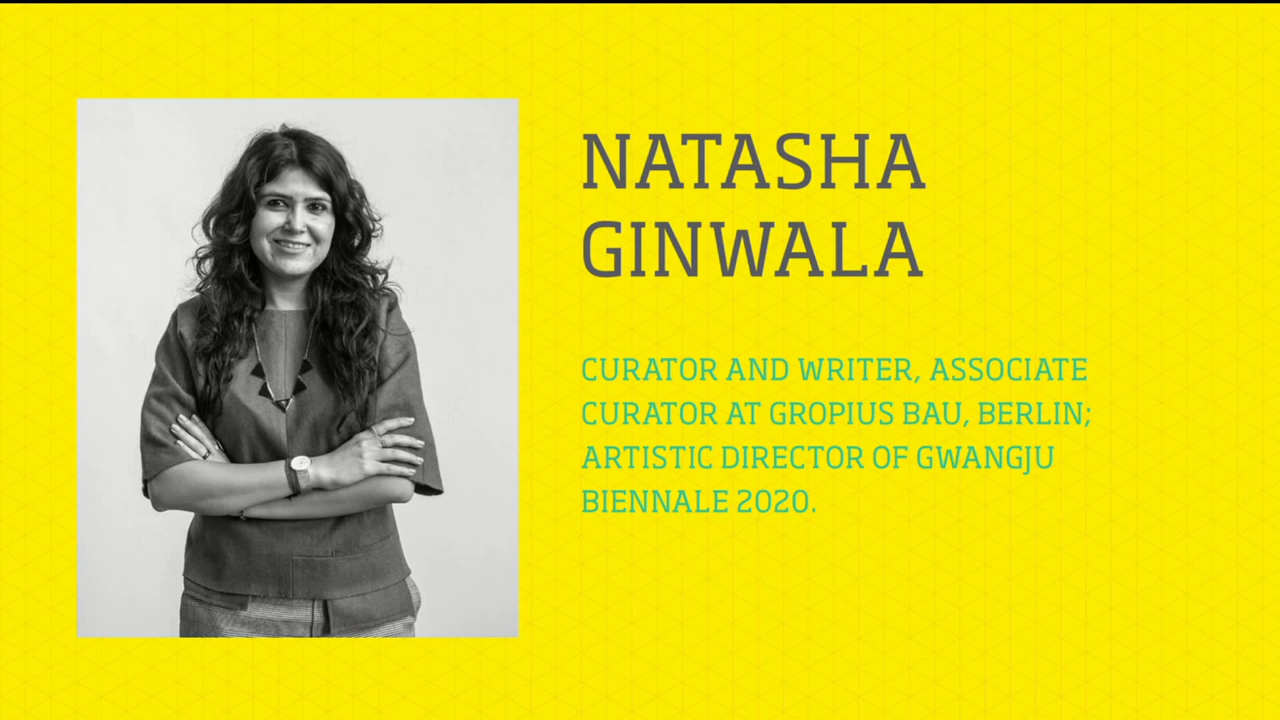 NATASHA
GINWALA
CURATOR AND WRITER, ASSOCIATE
CURATOR AT GROPIUS BAU, BERLIN;
ARTISTIC DIRECTOR OF GWANGJU
BIENNALE 2020.